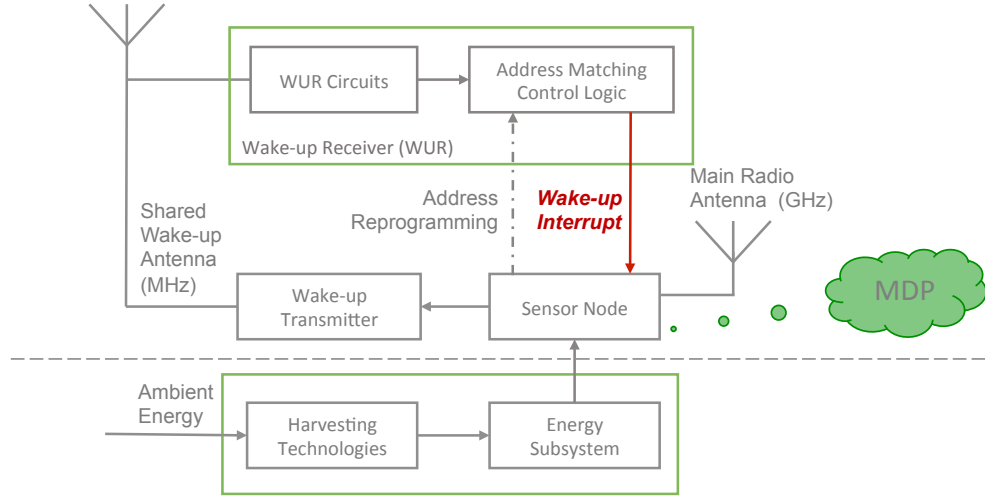 WUR Circuits
Address Matching
Control Logic
Wake-up Receiver (WUR)
Address
Reprogramming
Wake-up
Interrupt
Main Radio
Antenna (GHz)
Shared
Wake-up
Antenna
(MHz)
Wake-up
Transmitter
Sensor Node
MDP
Ambient
Energy
Harvesting
Technologies
Energy
Subsystem